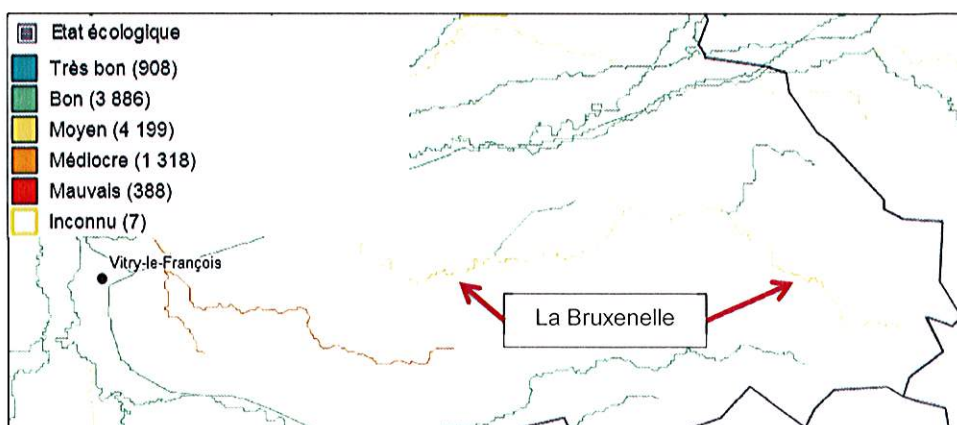 Etat écologique
Très bon (908)
Bon (3 886)
Moyen (4 199)
Médiocre (1 318)
Mauvais (388)
Inconnu (7)
Vitry-le-François
La Bruxenelle